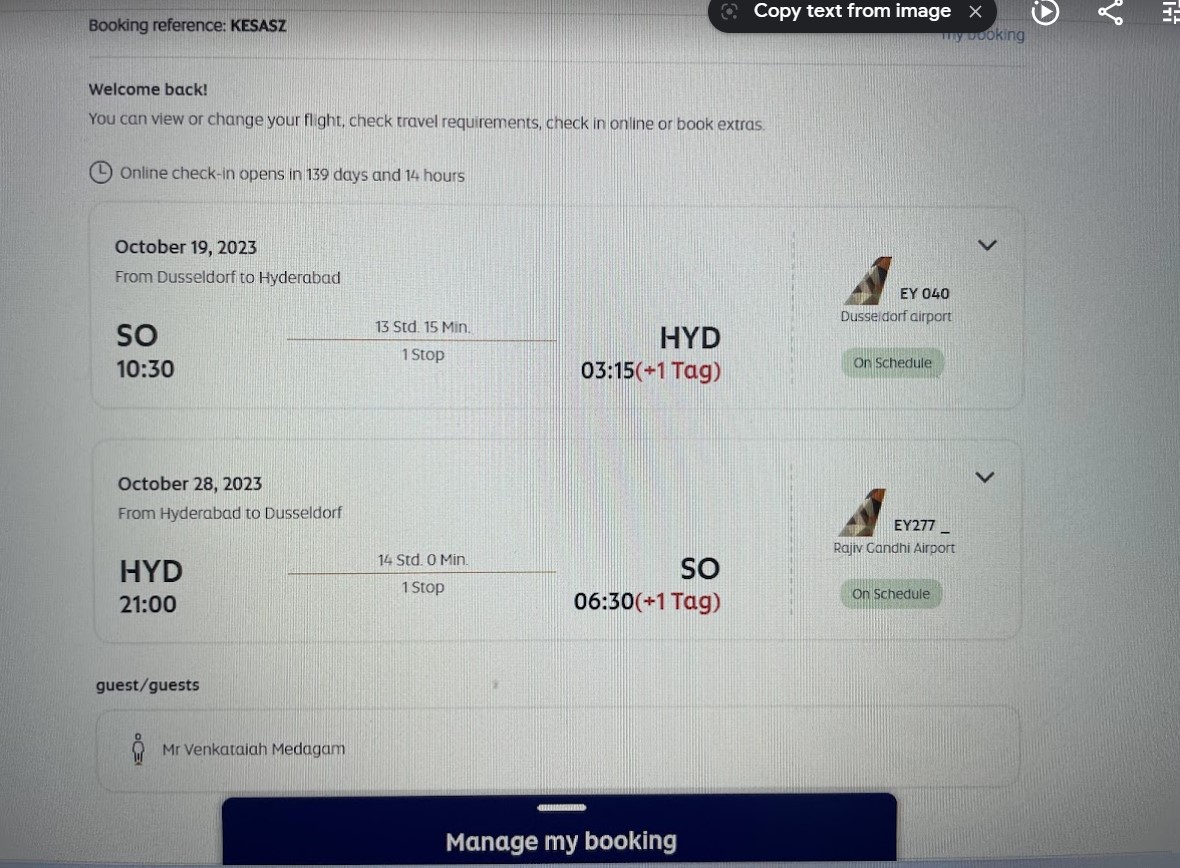 Copy text from image
Booking reference: KESASZ
my booking
Welcome back!
You can view or change your flight, check travel requirements, check in online or book extras.
Online check-in opens in 139 days and 14 hours
October 19, 2023
From Dusseldorf to Hyderabad
SO
10:30
13 Std. 15 Min.
1 Stop
HYD
03:15(+1 Tag)
EY 040
Dusseldorf airport
On Schedule
October 28, 2023
From Hyderabad to Dusseldorf
HYD
21:00
14 Std. 0 Min.
1 Stop
SO
06:30(+1 Tag)
EY277 _
Rajiv Gandhi Airport
On Schedule
guest/guests
Mr Venkataiah Medagam
Manage my booking